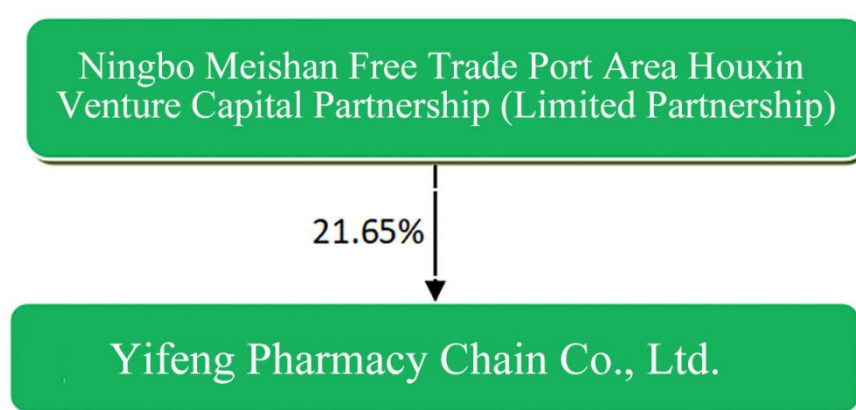 Ningbo Meishan Free Trade Port Area Houxin
Venture Capital Partnership (Limited Partnership)
21.65%
Yifeng Pharmacy Chain Co., Ltd.